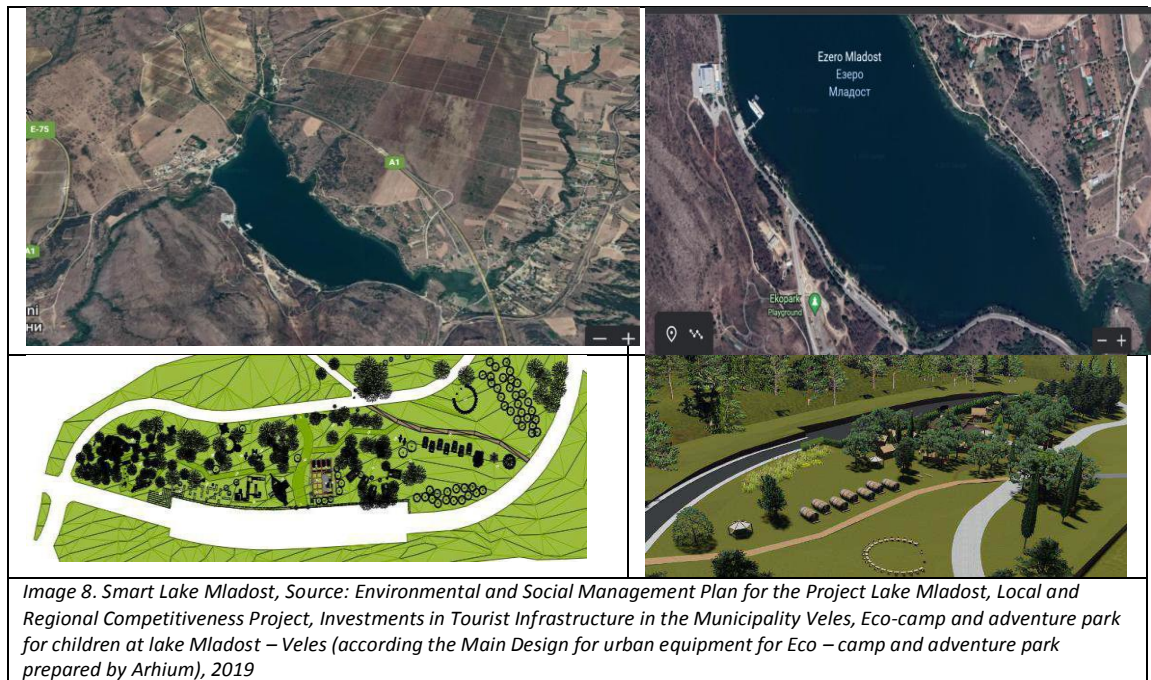 E-75
A1
A1
ni
ни
Ezero Mladost
Езеро
Младост
Ekopark
Playground
Image 8. Smart Lake Mladost, Source: Environmental and Social Management Plan for the Project Lake Mladost, Local and
Regional Competitiveness Project, Investments in Tourist Infrastructure in the Municipality Veles, Eco-camp and adventure park
for children at lake Mladost – Veles (according the Main Design for urban equipment for Eco – camp and adventure park
prepared by Arhium), 2019